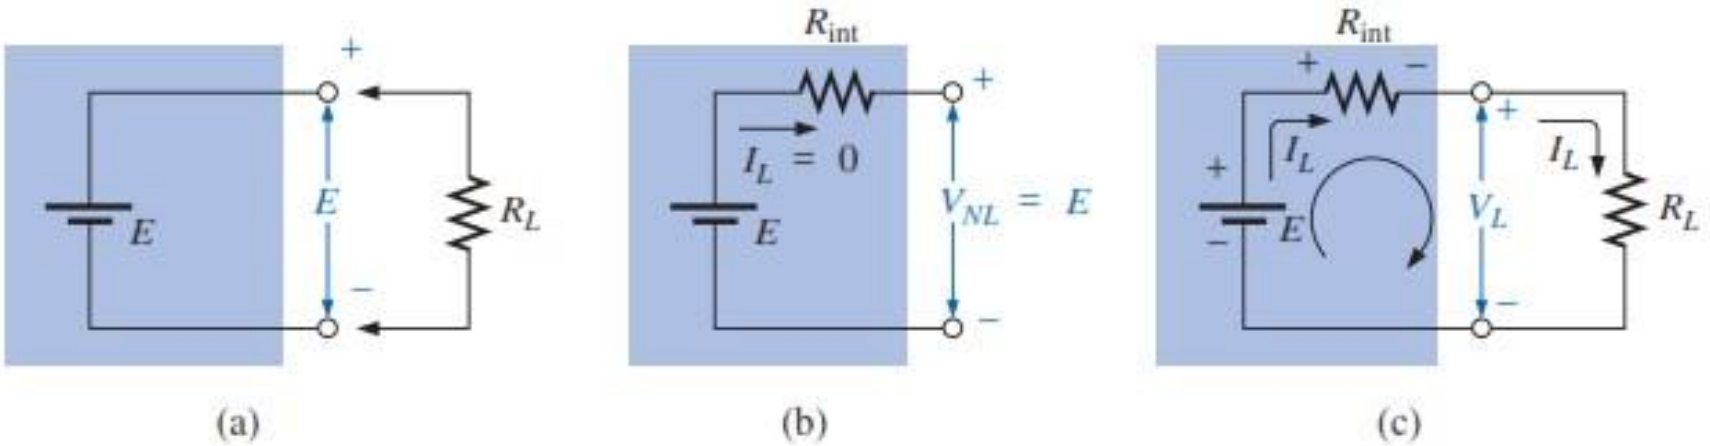 +
E
E
−
R_L
(a)
R_int
+
I_L = 0
E
V_NL = E
−
(b)
R_int
+ −
+
I_L
I_L
+
E
V_L
R_L
−
−
(c)